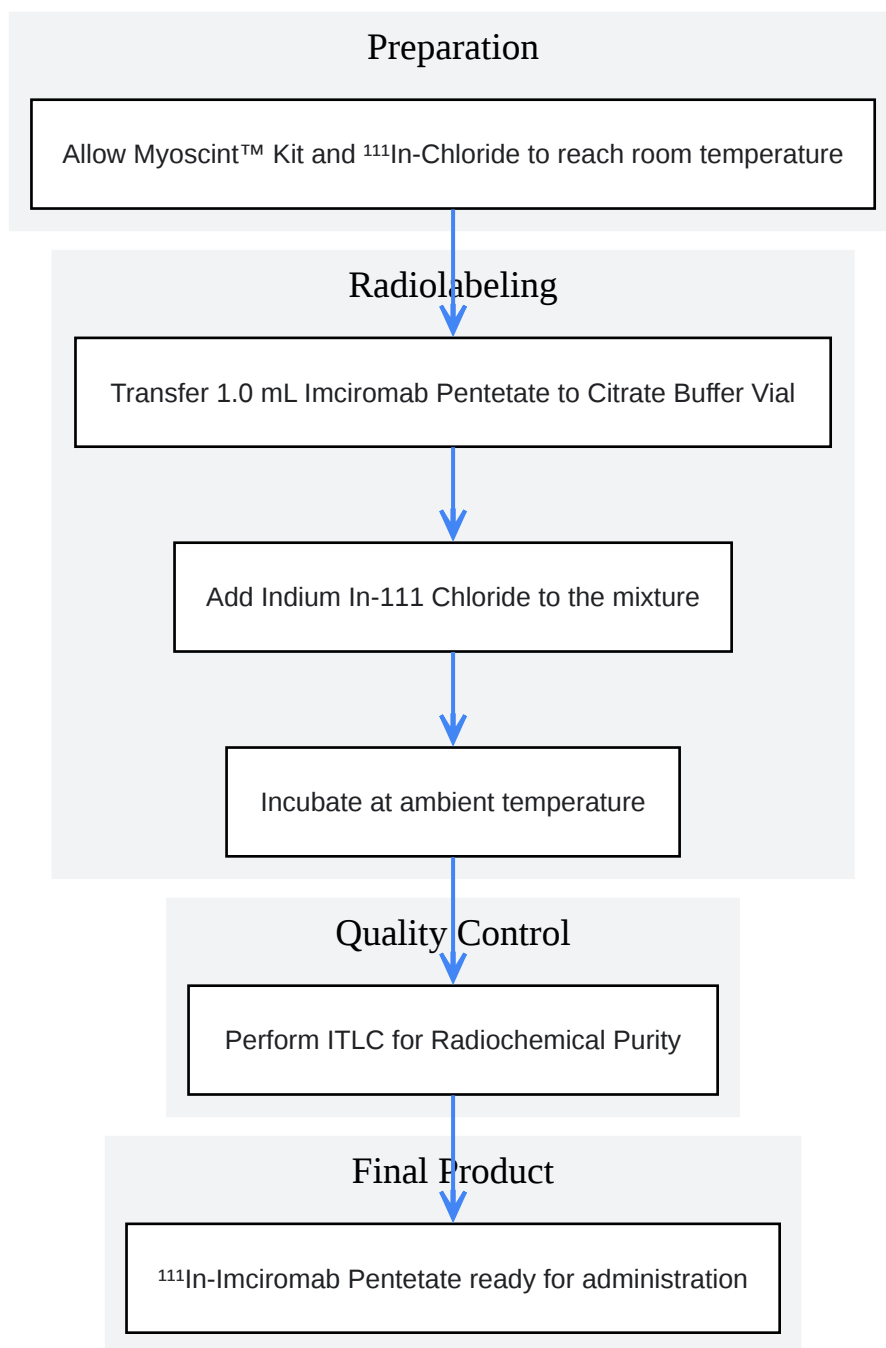 Preparation
Allow Myoscint™ Kit and ¹¹¹In-Chloride to reach room temperature
Radiolabeling
Transfer 1.0 mL Imciromab Pentetate to Citrate Buffer Vial
Add Indium In-111 Chloride to the mixture
Incubate at ambient temperature
Quality Control
Perform ITLC for Radiochemical Purity
Final Product
¹¹¹In-Imciromab Pentetate ready for administration